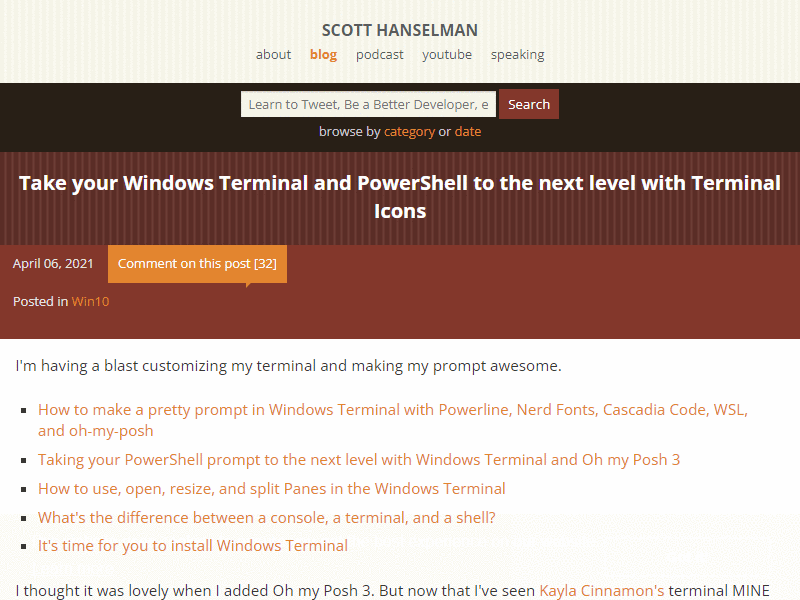 SCOTT HANSELMAN
about blog podcast youtube speaking
Learn to Tweet, Be a Better Developer, e Search
browse by category or date
Take your Windows Terminal and PowerShell to the next level with Terminal
Icons
April 06, 2021 Comment on this post [32]
Posted in Win10
I'm having a blast customizing my terminal and making my prompt awesome.
How to make a pretty prompt in Windows Terminal with Powerline, Nerd Fonts, Cascadia Code, WSL,
and oh-my-posh
Taking your PowerShell prompt to the next level with Windows Terminal and Oh my Posh 3
How to use, open, resize, and split Panes in the Windows Terminal
What's the difference between a console, a terminal, and a shell?
It's time for you to install Windows Terminal
I thought it was lovely when I added Oh my Posh 3. But now that I've seen Kayla Cinnamon's terminal MINE